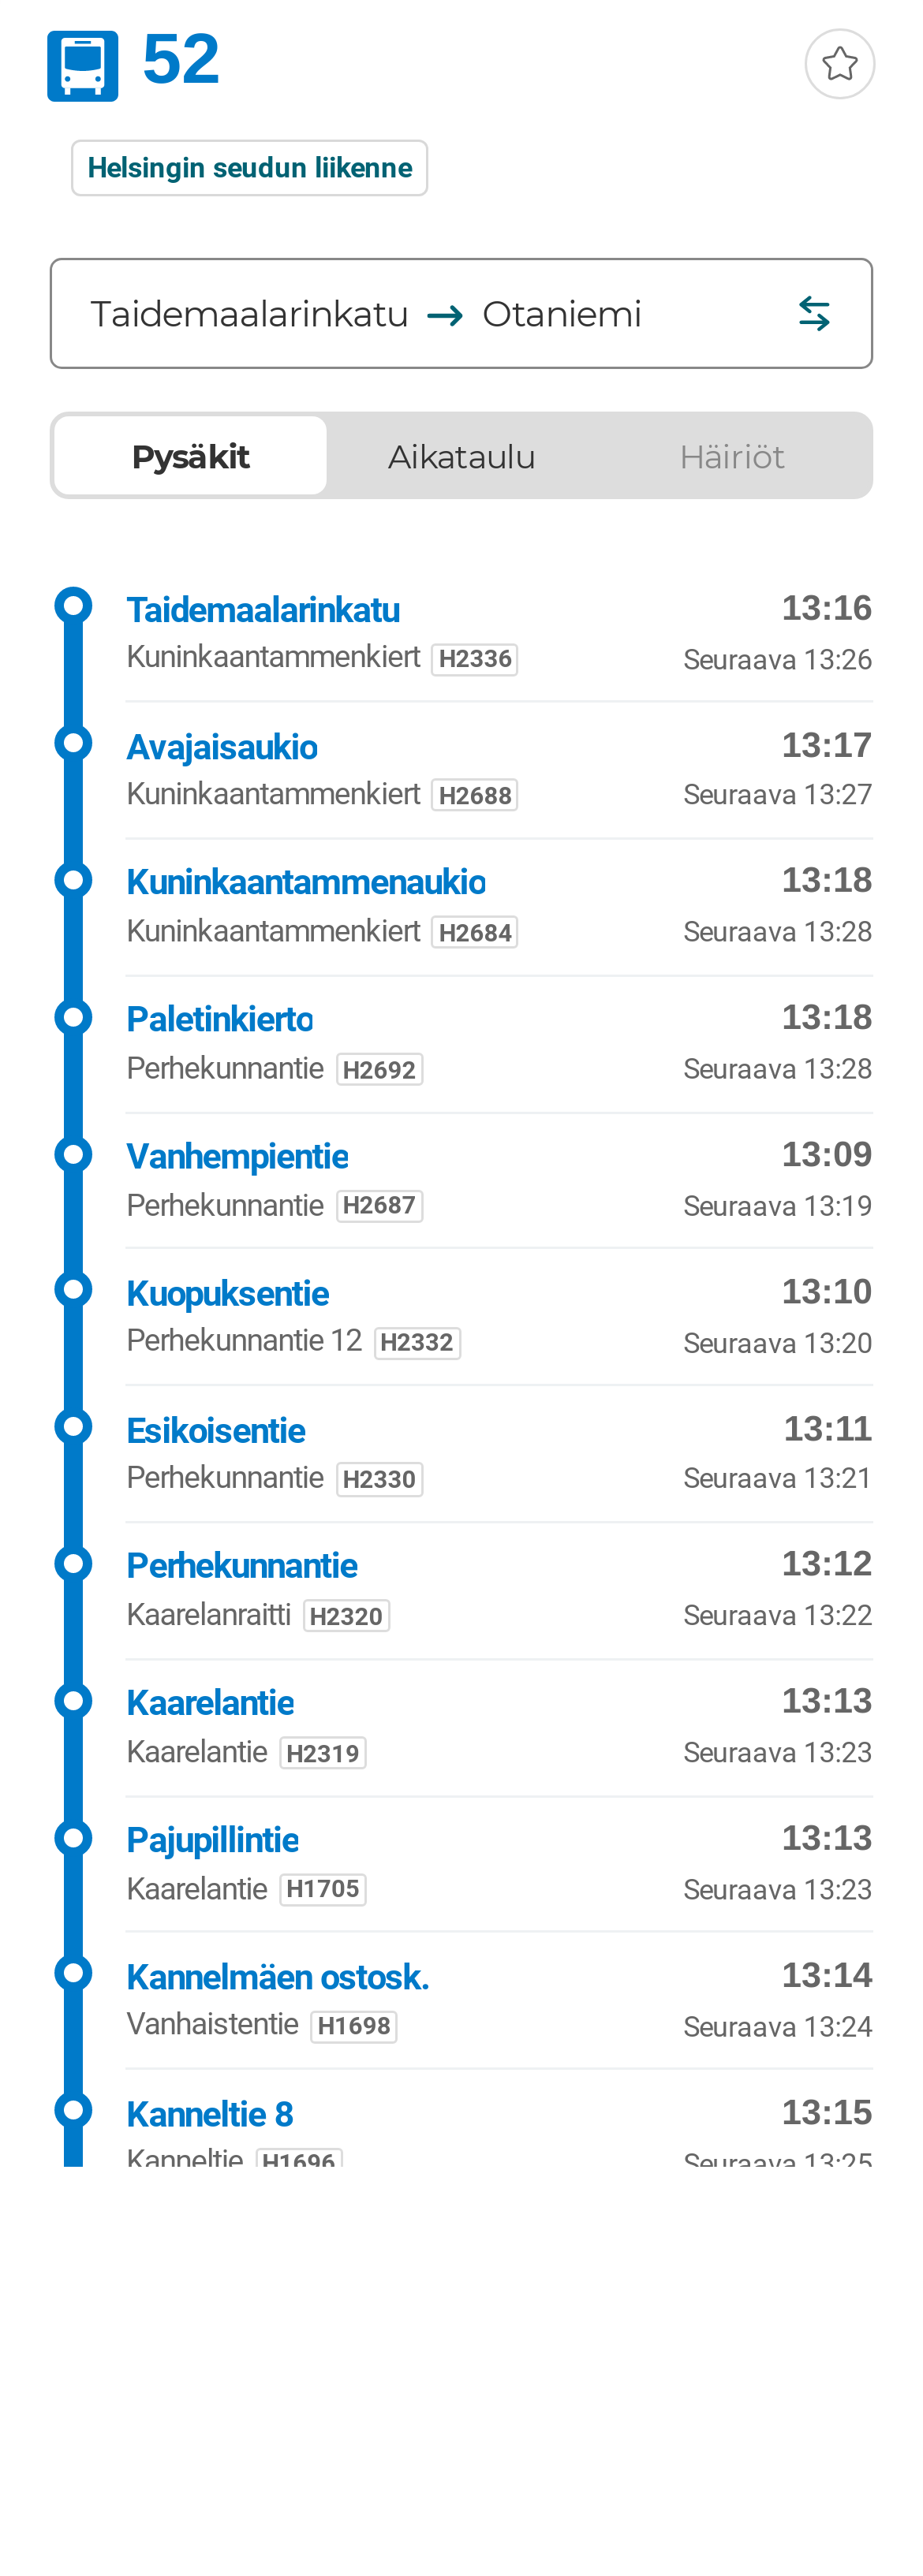 52
Helsingin seudun liikenne
Taidemaalarinkatu → Otaniemi
Pysäkit Aikataulu Häiriöt
Taidemaalarinkatu 13:16
Kuninkaantammenkiert H2336 Seuraava 13:26
Avajaisaukio 13:17
Kuninkaantammenkiert H2688 Seuraava 13:27
Kuninkaantammenaukio 13:18
Kuninkaantammenkiert H2684 Seuraava 13:28
Paletinkierto 13:18
Perhekunnantie H2692 Seuraava 13:28
Vanhempientie 13:09
Perhekunnantie H2687 Seuraava 13:19
Kuopuksentie 13:10
Perhekunnantie 12 H2332 Seuraava 13:20
Esikoisentie 13:11
Perhekunnantie H2330 Seuraava 13:21
Perhekunnantie 13:12
Kaarelanraitti H2320 Seuraava 13:22
Kaarelantie 13:13
Kaarelantie H2319 Seuraava 13:23
Pajupillintie 13:13
Kaarelantie H1705 Seuraava 13:23
Kannelmäen ostosk. 13:14
Vanhaistentie H1698 Seuraava 13:24
Kanneltie 8 13:15
Kanneltie H1696 Seuraava 13:25